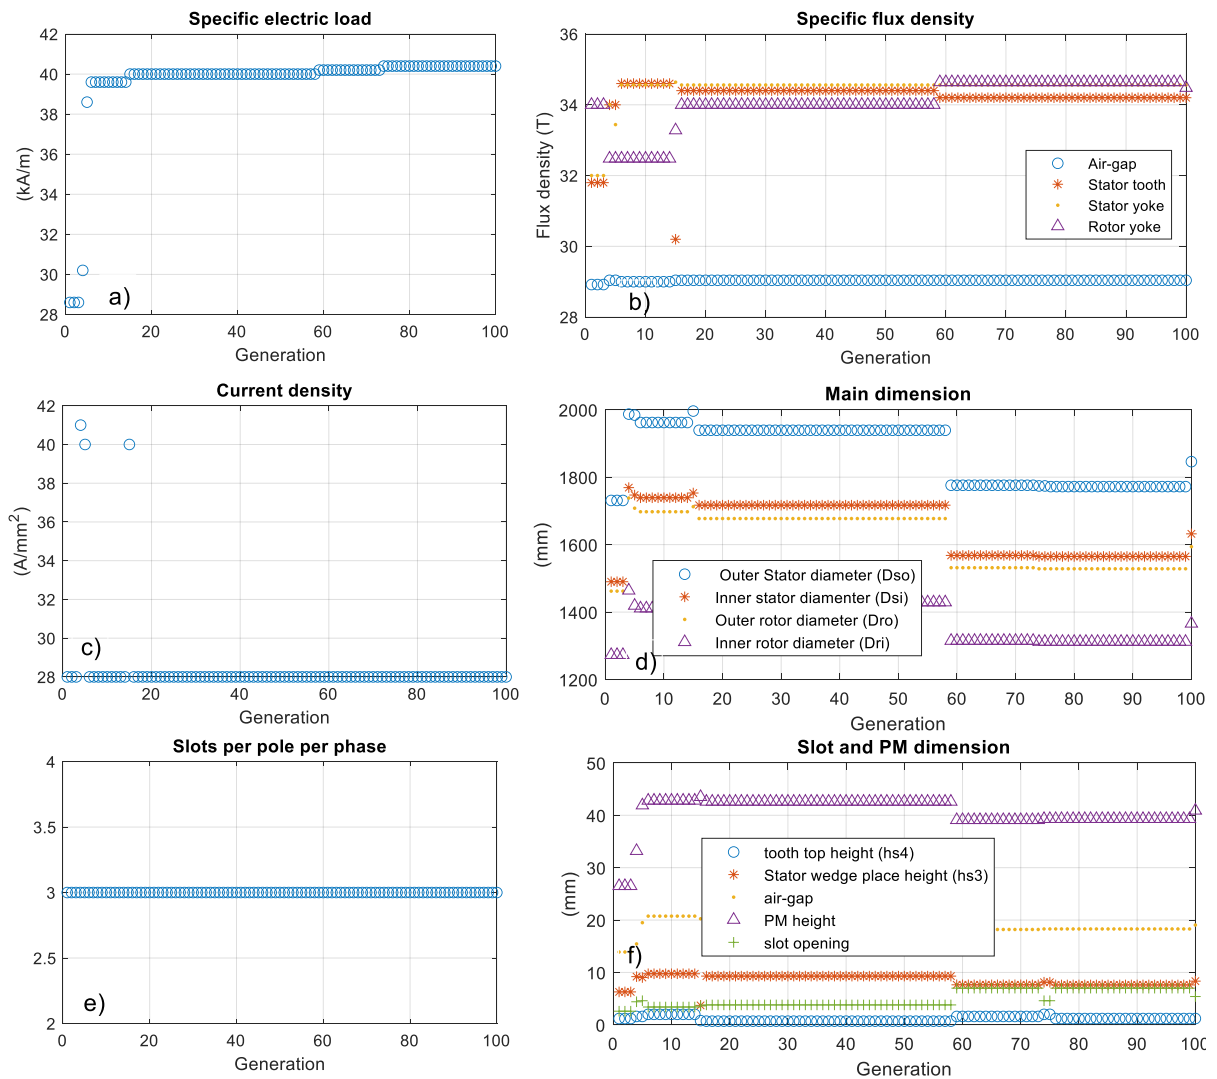 Specific electric load
42
40
38
36
34
32
30
28
0
20
40
60
80
100
(kA/m)
Generation
a)
Specific flux density
36
34
32
30
28
0
10
20
30
40
50
60
70
80
90
100
Flux density (T)
Generation
Air-gap
Stator tooth
Stator yoke
Rotor yoke
b)
Current density
42
40
38
36
34
32
30
28
0
20
40
60
80
100
(A/mm²)
Generation
c)
Main dimension
2000
1800
1600
1400
1200
0
10
20
30
40
50
60
70
80
90
100
(mm)
Generation
Outer Stator diameter (Dso)
Inner stator diamenter (Dsi)
Outer rotor diameter (Dro)
Inner rotor diameter (Dri)
d)
Slots per pole per phase
4
3.5
3
2.5
2
0
20
40
60
80
100
Generation
e)
Slot and PM dimension
50
40
30
20
10
0
0
10
20
30
40
50
60
70
80
90
100
(mm)
Generation
tooth top height (hs4)
Stator wedge place height (hs3)
air-gap
PM height
slot opening
f)